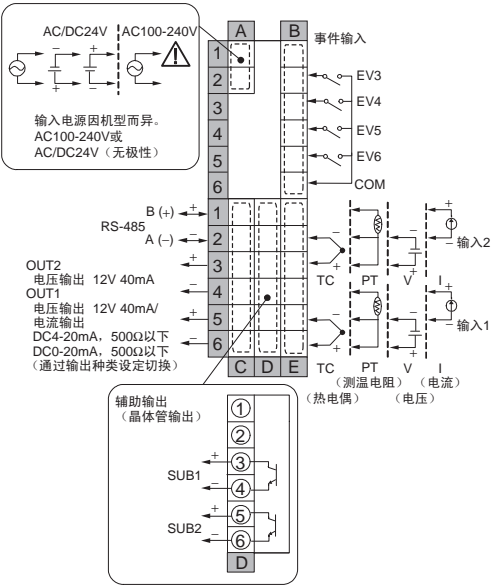 AC/DC24V
AC100-240V
− +
+ −
输入电源因机型而异。
AC100-240V或
AC/DC24V（无极性）
A
B
事件输入
1
2
3
4
5
6
EV3
EV4
EV5
EV6
COM
B (+) +
RS-485
A (−) −
1
2
3
4
5
6
OUT2
电压输出 12V 40mA
OUT1
电压输出 12V 40mA/
电流输出
DC4-20mA，500Ω以下
DC0-20mA，500Ω以下
（通过输出种类设定切换）
+
−
+
−
C D E
− − +
+ + −
输入2
TC PT V I
− − +
+ + −
输入1
TC PT V I
（测温电阻）（电流）
（热电偶） （电压）
辅助输出
（晶体管输出）
①
②
③
④
⑤
⑥
+
SUB1
−
+
SUB2
−
D